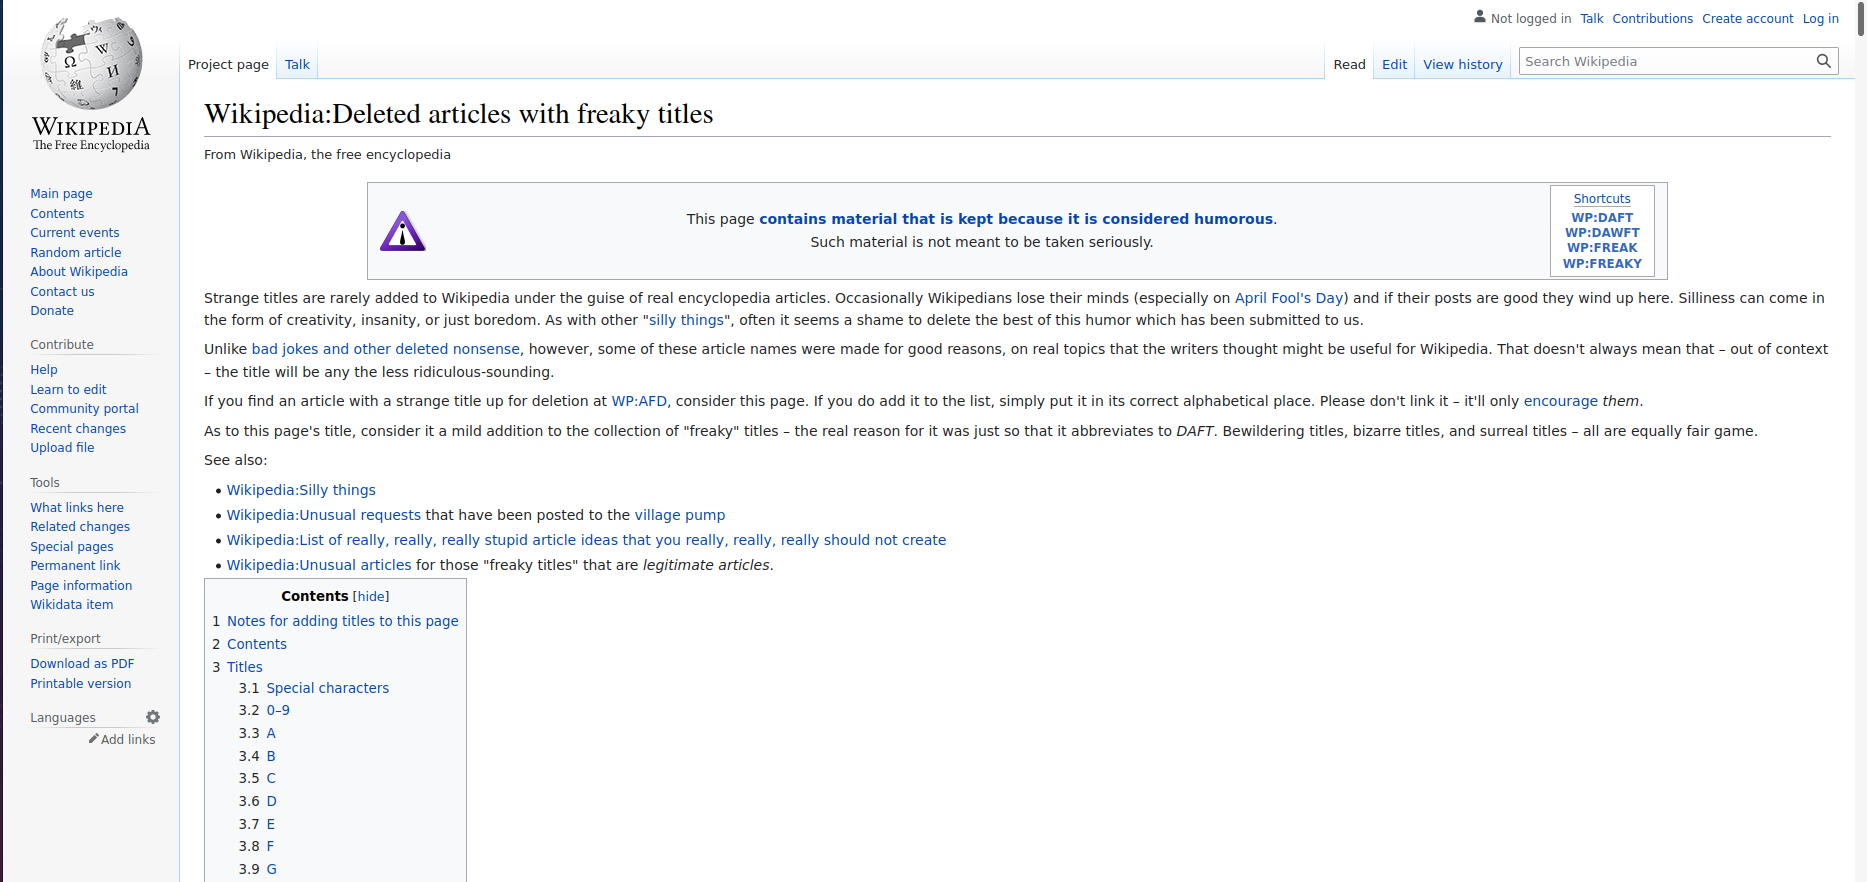 Not logged in Talk Contributions Create account Log in
Project page Talk Read Edit View history Search Wikipedia
Ω W И 維 7
WIKIPEDIA
The Free Encyclopedia
Main page
Contents
Current events
Random article
About Wikipedia
Contact us
Donate
Contribute
Help
Learn to edit
Community portal
Recent changes
Upload file
Tools
What links here
Related changes
Special pages
Permanent link
Page information
Wikidata item
Print/export
Download as PDF
Printable version
Languages
Add links
Wikipedia:Deleted articles with freaky titles
From Wikipedia, the free encyclopedia
This page contains material that is kept because it is considered humorous.
Such material is not meant to be taken seriously.
Shortcuts
WP:DAFT
WP:DAWFT
WP:FREAK
WP:FREAKY
Strange titles are rarely added to Wikipedia under the guise of real encyclopedia articles. Occasionally Wikipedians lose their minds (especially on April Fool's Day) and if their posts are good they wind up here. Silliness can come in
the form of creativity, insanity, or just boredom. As with other "silly things", often it seems a shame to delete the best of this humor which has been submitted to us.
Unlike bad jokes and other deleted nonsense, however, some of these article names were made for good reasons, on real topics that the writers thought might be useful for Wikipedia. That doesn't always mean that – out of context
– the title will be any the less ridiculous-sounding.
If you find an article with a strange title up for deletion at WP:AFD, consider this page. If you do add it to the list, simply put it in its correct alphabetical place. Please don't link it – it'll only encourage them.
As to this page's title, consider it a mild addition to the collection of "freaky" titles – the real reason for it was just so that it abbreviates to DAFT. Bewildering titles, bizarre titles, and surreal titles – all are equally fair game.
See also:
• Wikipedia:Silly things
• Wikipedia:Unusual requests that have been posted to the village pump
• Wikipedia:List of really, really, really stupid article ideas that you really, really, really should not create
• Wikipedia:Unusual articles for those "freaky titles" that are legitimate articles.
Contents [hide]
1 Notes for adding titles to this page
2 Contents
3 Titles
3.1 Special characters
3.2 0–9
3.3 A
3.4 B
3.5 C
3.6 D
3.7 E
3.8 F
3.9 G